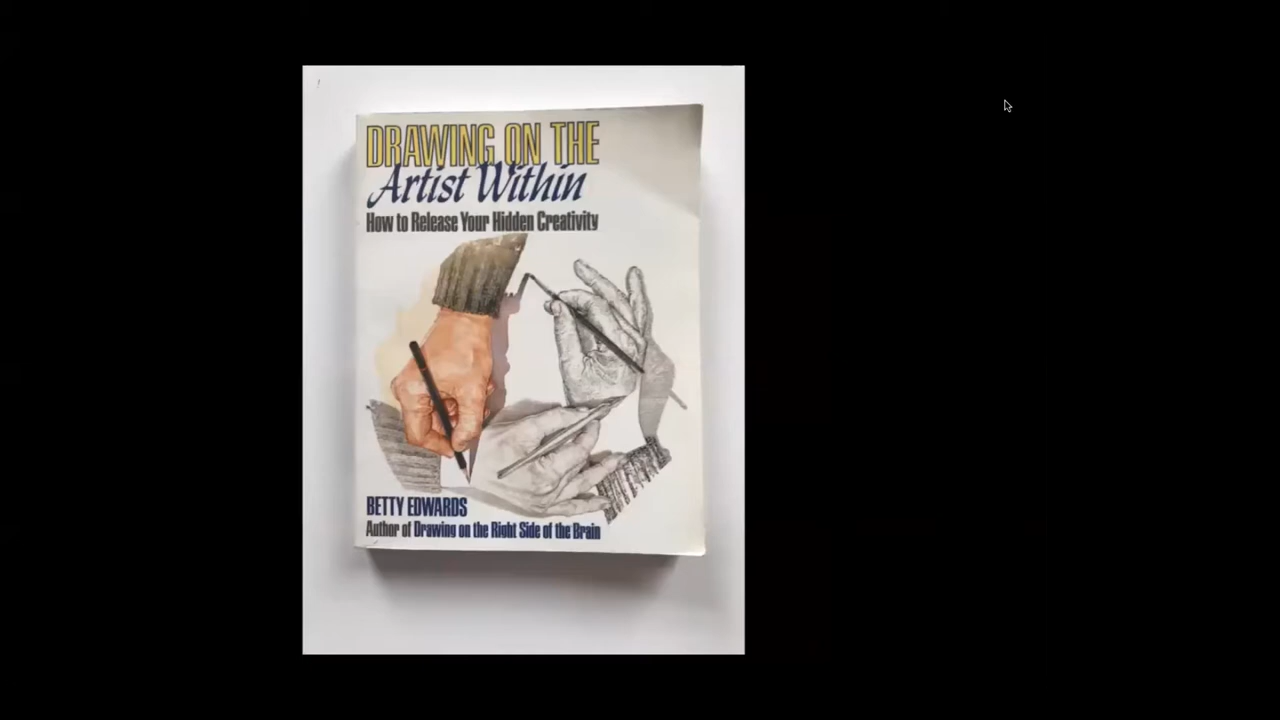 DRAWING ON THE
Artist Within
How to Release Your Hidden Creativity
BETTY EDWARDS
Author of Drawing on the Right Side of the Brain